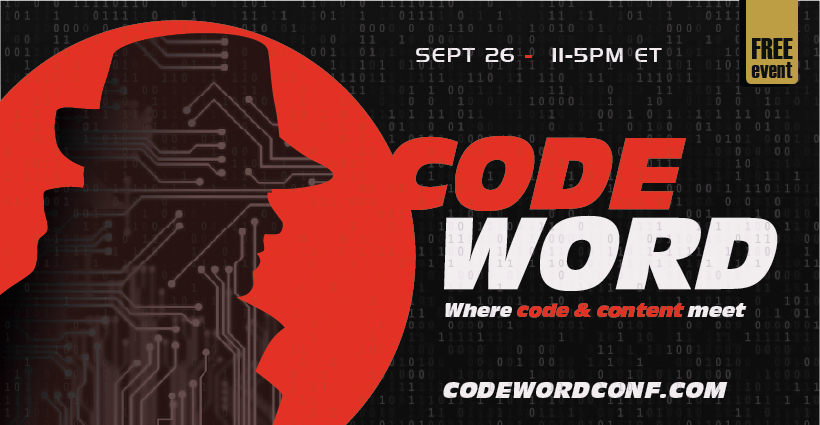 SEPT 26 - 11-5PM ET
FREE
event
CODE
WORD
Where code & content meet
CODEWORDCONF.COM